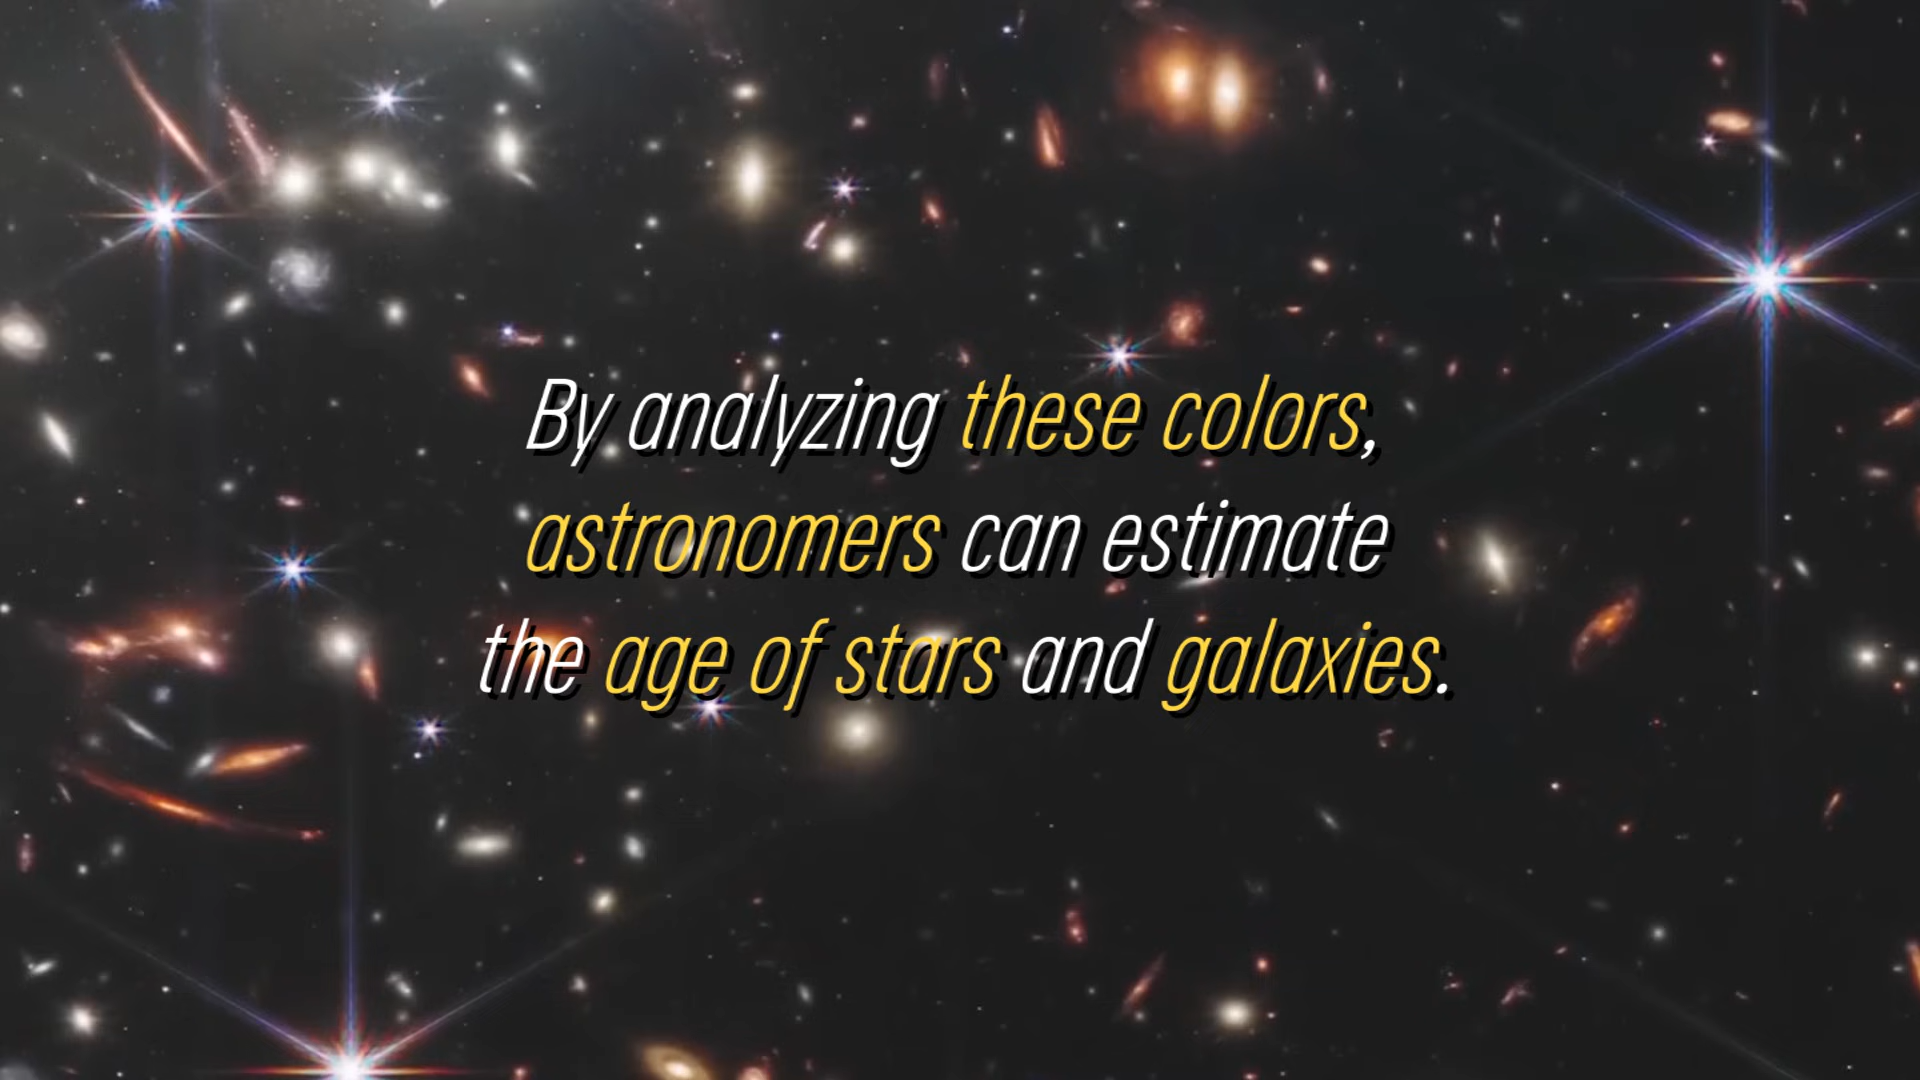 By analyzing these colors,
astronomers can estimate
the age of stars and galaxies.